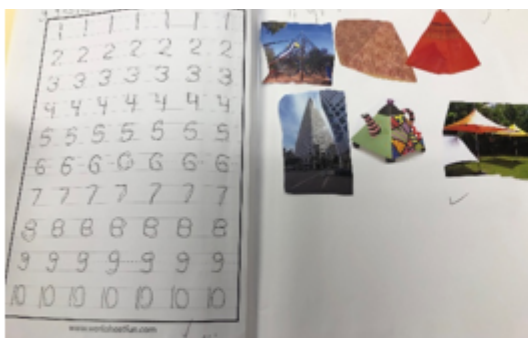 1 1 1 1 1 1 1
2 2 2 2 2 2 2
3 3 3 3 3 3 3
4 4 4 4 4 4 4
5 5 5 5 5 5 5
6 6 6 6 6 6 6
7 7 7 7 7 7 7
8 8 8 8 8 8 8
9 9 9 9 9 9 9
10 10 10 10 10 10 10
www.worksheetfun.com